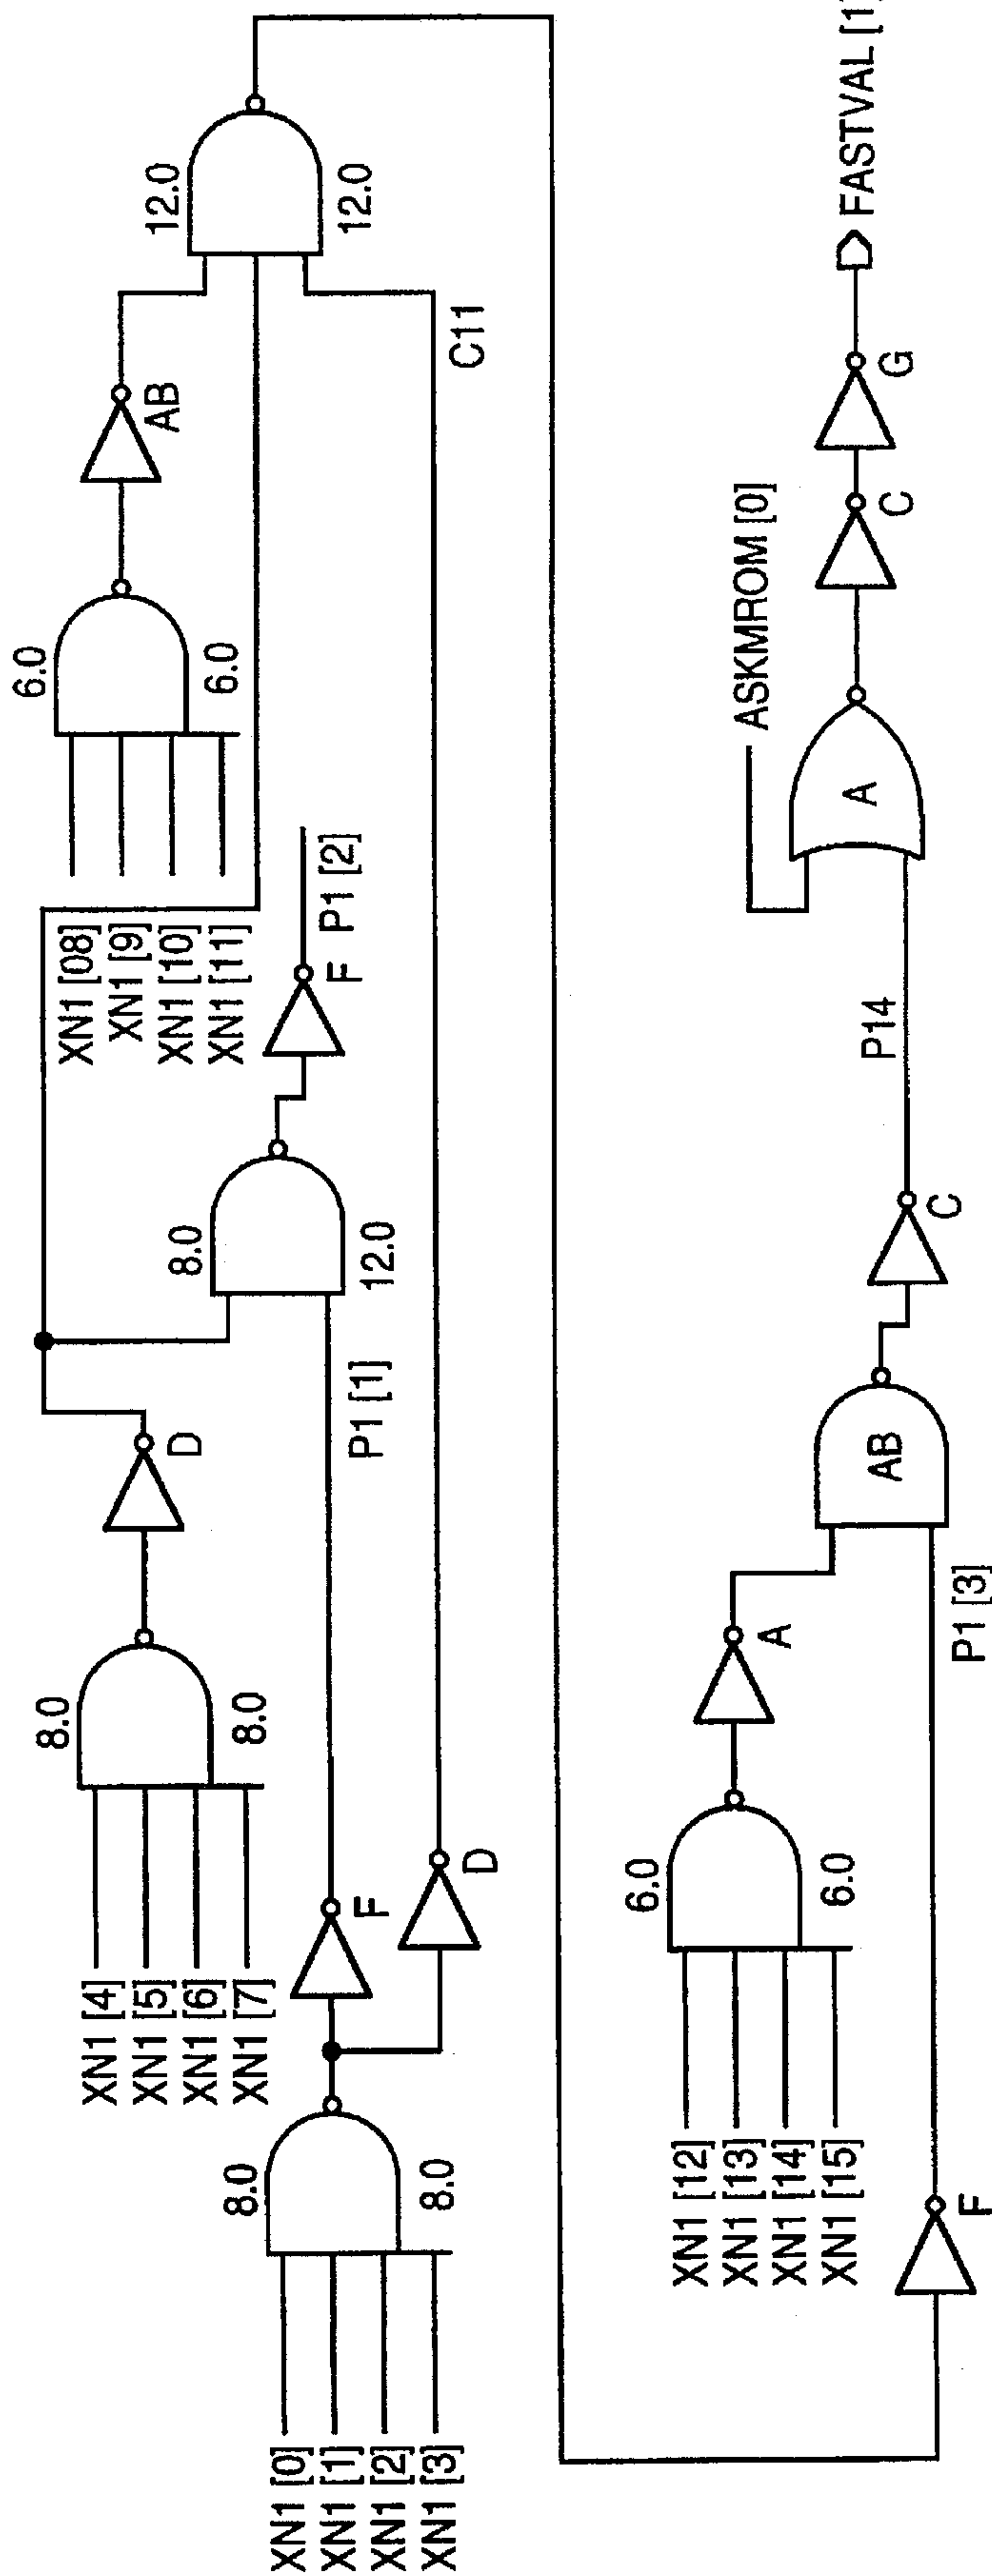 XN1 [0]
XN1 [1]
XN1 [2]
XN1 [3]
8.0
8.0
F
D
XN1 [4]
XN1 [5]
XN1 [6]
XN1 [7]
8.0
8.0
D
P1 [1]
8.0
12.0
F
P1 [2]
XN1 [08]
XN1 [9]
XN1 [10]
XN1 [11]
6.0
6.0
AB
C11
12.0
12.0
F
XN1 [12]
XN1 [13]
XN1 [14]
XN1 [15]
6.0
6.0
A
P1 [3]
AB
C
P14
A
ASKMROM [0]
C
G
FASTVAL [1]